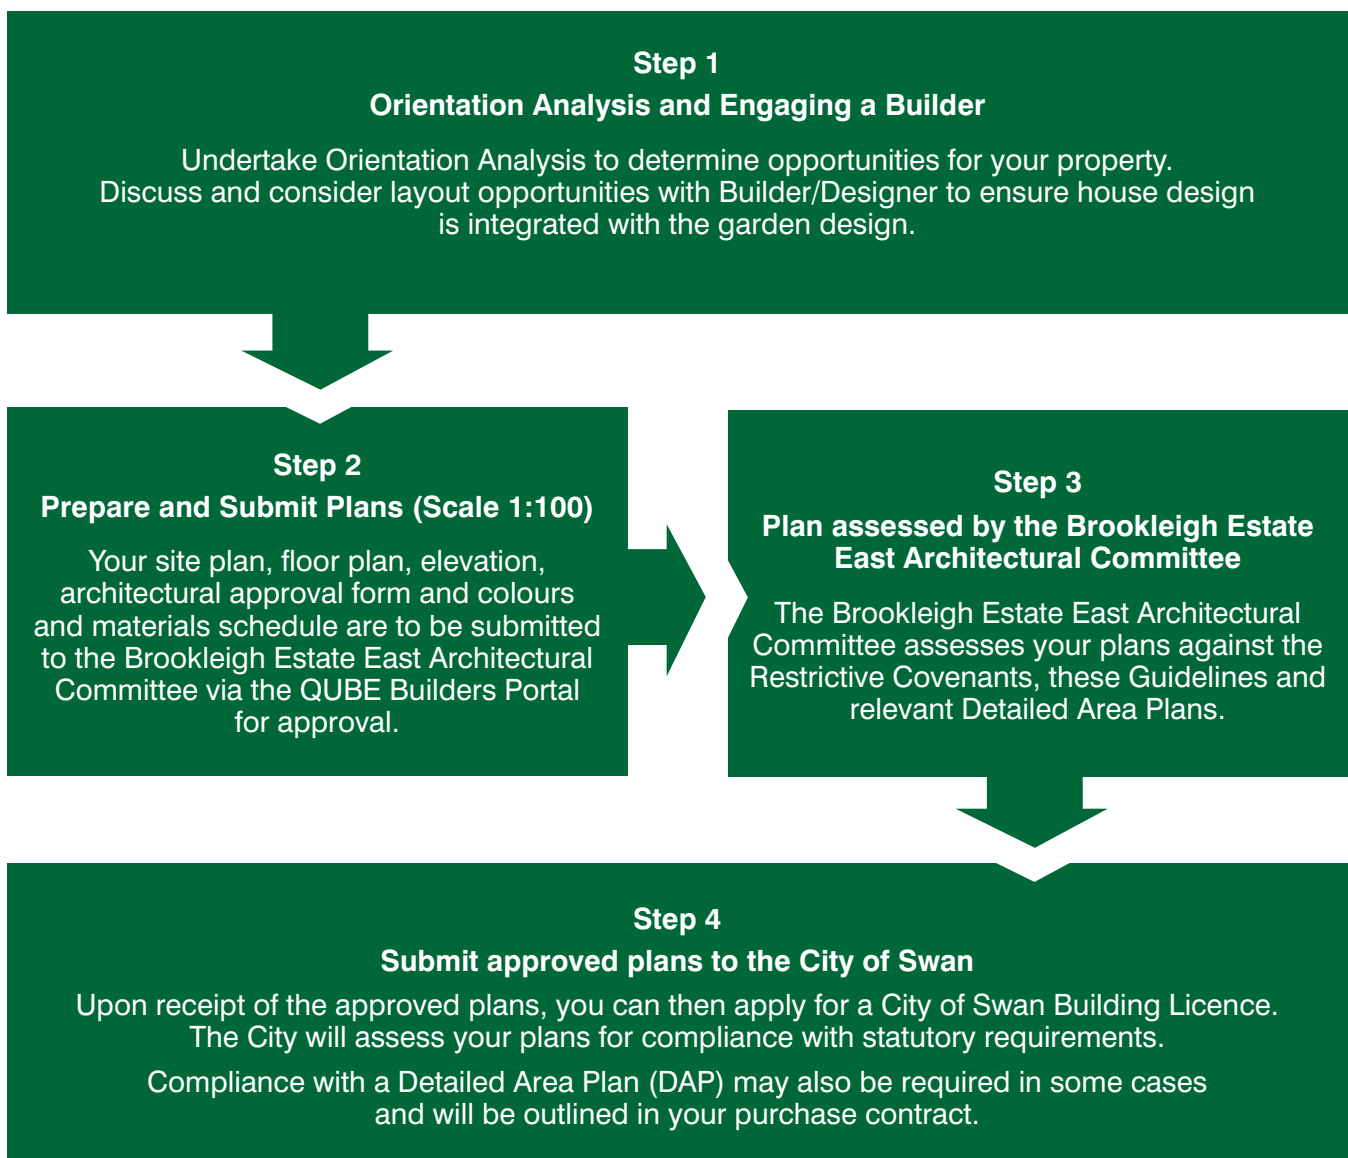 Step 1
Orientation Analysis and Engaging a Builder
Undertake Orientation Analysis to determine opportunities for your property.
Discuss and consider layout opportunities with Builder/Designer to ensure house design
is integrated with the garden design.
Step 2
Prepare and Submit Plans (Scale 1:100)
Your site plan, floor plan, elevation,
architectural approval form and colours
and materials schedule are to be submitted
to the Brookleigh Estate East Architectural
Committee via the QUBE Builders Portal
for approval.
Step 3
Plan assessed by the Brookleigh Estate
East Architectural Committee
The Brookleigh Estate East Architectural
Committee assesses your plans against the
Restrictive Covenants, these Guidelines and
relevant Detailed Area Plans.
Step 4
Submit approved plans to the City of Swan
Upon receipt of the approved plans, you can then apply for a City of Swan Building Licence.
The City will assess your plans for compliance with statutory requirements.
Compliance with a Detailed Area Plan (DAP) may also be required in some cases
and will be outlined in your purchase contract.